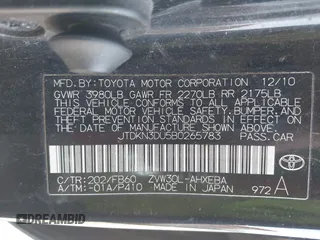 MFD.BY:TOYOTA MOTOR CORPORATION 12/10
GVWR 3980LB GAWR FR 2270LB RR 2175LB
THIS VEHICLE CONFORMS TO ALL APPLICABLE
FEDERAL MOTOR VEHICLE SAFETY, BUMPER, AND
THEFT PREVENTION STANDARDS IN EFFECT ON THE
DATE OF MANUFACTURE SHOWN ABOVE.
JTDKN3DU5B0265783 PASS.CAR
C/TR:202/FB60 ZVW30L-AHXEBA
A/TM:-01A/P410 MADE IN JAPAN 972A
TOYOTA
DREAMBID